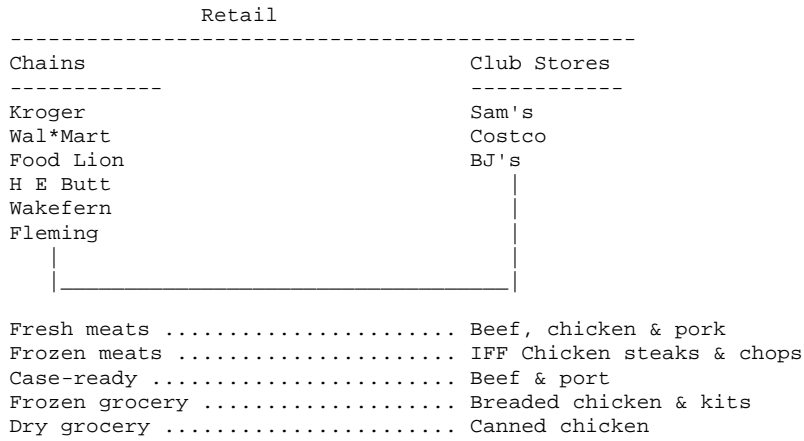 Retail
-------------------------------------------------
Chains Club Stores
------------ ------------
Kroger Sam's
Wal*Mart Costco
Food Lion BJ's
H E Butt
Wakefern
Fleming
Fresh meats ....................... Beef, chicken & pork
Frozen meats ...................... IFF Chicken steaks & chops
Case-ready ........................ Beef & port
Frozen grocery .................... Breaded chicken & kits
Dry grocery ....................... Canned chicken